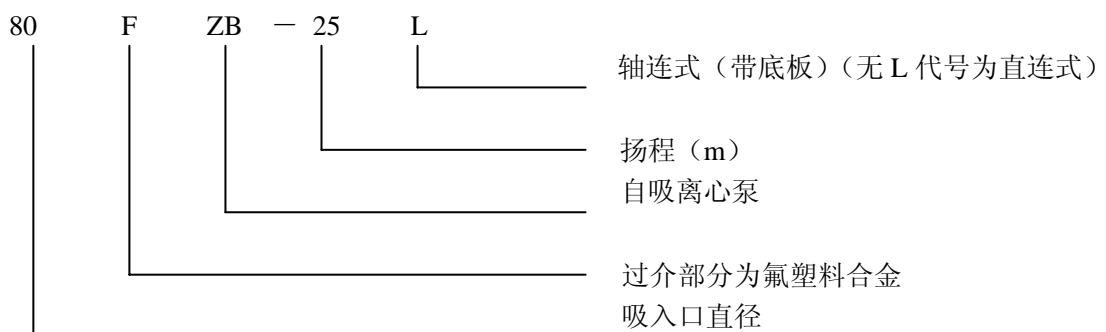 80 F ZB － 25 L
轴连式（带底板）（无 L 代号为直连式）
扬程（m）
自吸离心泵
过介部分为氟塑料合金
吸入口直径